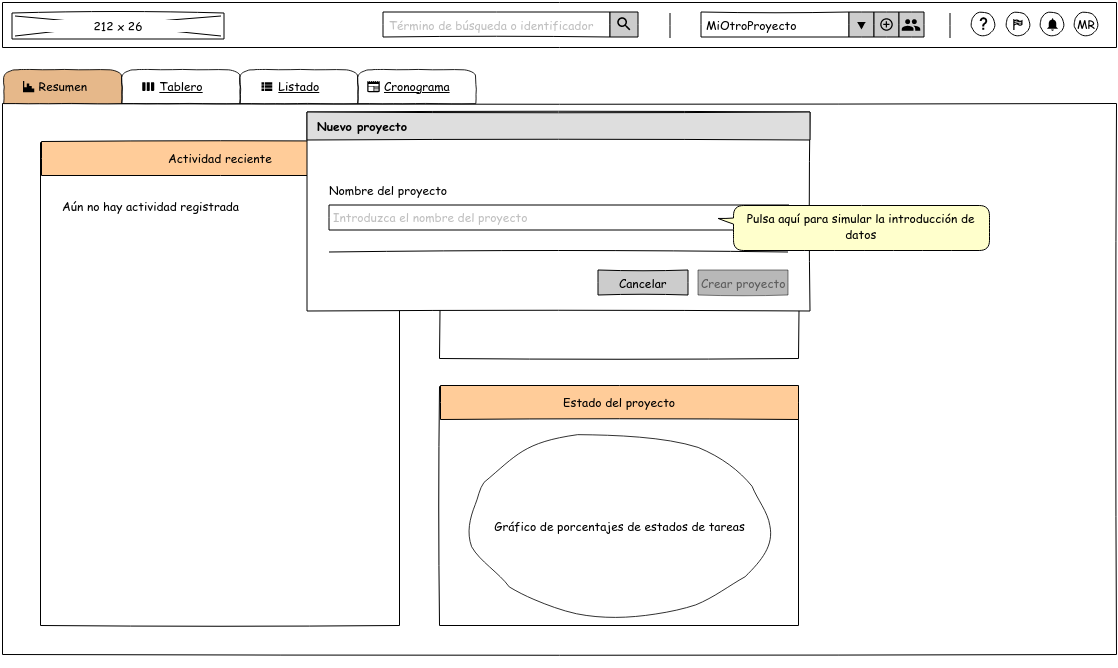 212 x 26
Término de búsqueda o identificador
MiOtroProyecto
?
MR
Resumen
Tablero
Listado
Cronograma
Nuevo proyecto
Actividad reciente
Aún no hay actividad registrada
Nombre del proyecto
Introduzca el nombre del proyecto
Pulsa aquí para simular la introducción de
datos
Cancelar
Crear proyecto
Estado del proyecto
Gráfico de porcentajes de estados de tareas